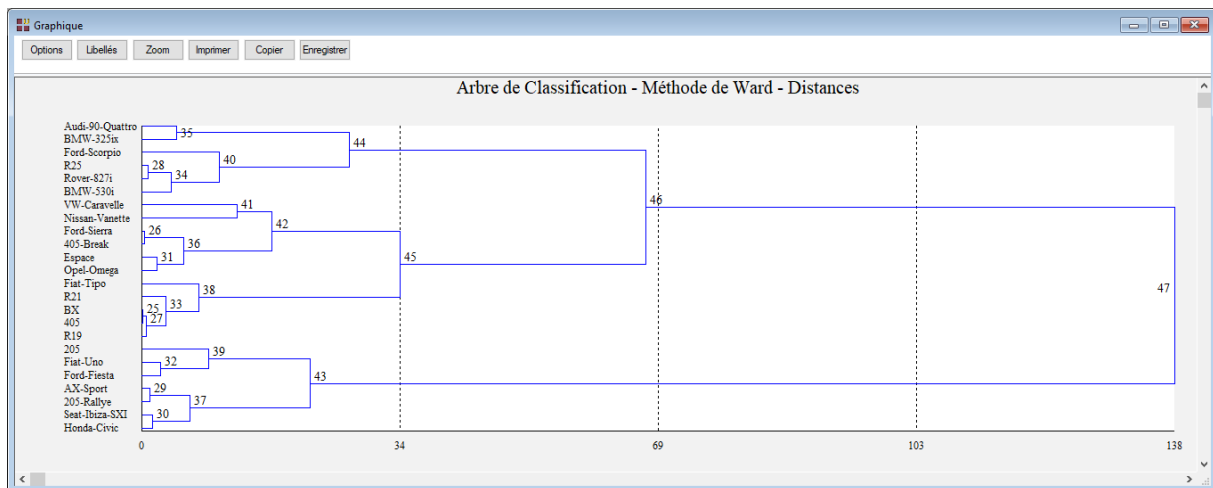 Graphique
Options Libellés Zoom Imprimer Copier Enregistrer
Arbre de Classification - Méthode de Ward - Distances
Audi-90-Quattro
35
BMW-325ix
44
Ford-Scorpio
40
R25
28
Rover-827i
34
BMW-530i
46
VW-Caravelle
41
Nissan-Vanette
42
Ford-Sierra
26
405-Break
36
Espace
31
45
Opel-Omega
Fiat-Tipo
38
47
R21
33
BX
25
405
27
R19
205
39
Fiat-Uno
32
Ford-Fiesta
43
AX-Sport
29
205-Rallye
37
Seat-Ibiza-SXI
30
Honda-Civic
0 34 69 103 138